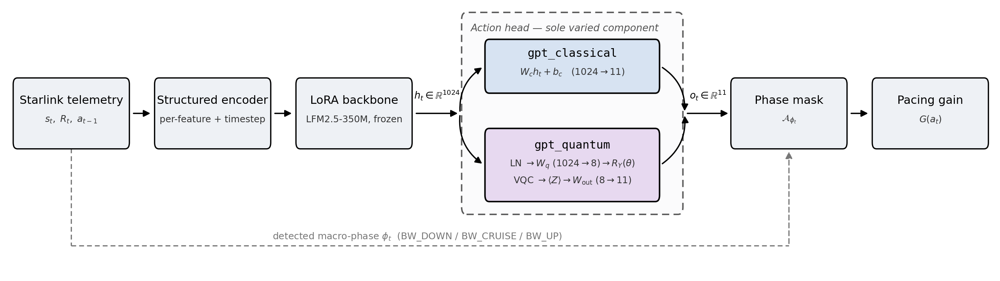 Action head — sole varied component
gpt_classical
W_c h_t + b_c (1024→11)
Starlink telemetry
s_t, R_t, a_{t−1}
Structured encoder
per-feature + timestep
LoRA backbone
LFM2.5-350M, frozen
h_t ∈ ℝ^1024
o_t ∈ ℝ^11
Phase mask
𝒜_{ϕ_t}
Pacing gain
G(a_t)
gpt_quantum
LN → W_q (1024→8) → R_Y(θ)
VQC → ⟨Z⟩ → W_out (8→11)
detected macro-phase ϕ_t (BW_DOWN / BW_CRUISE / BW_UP)